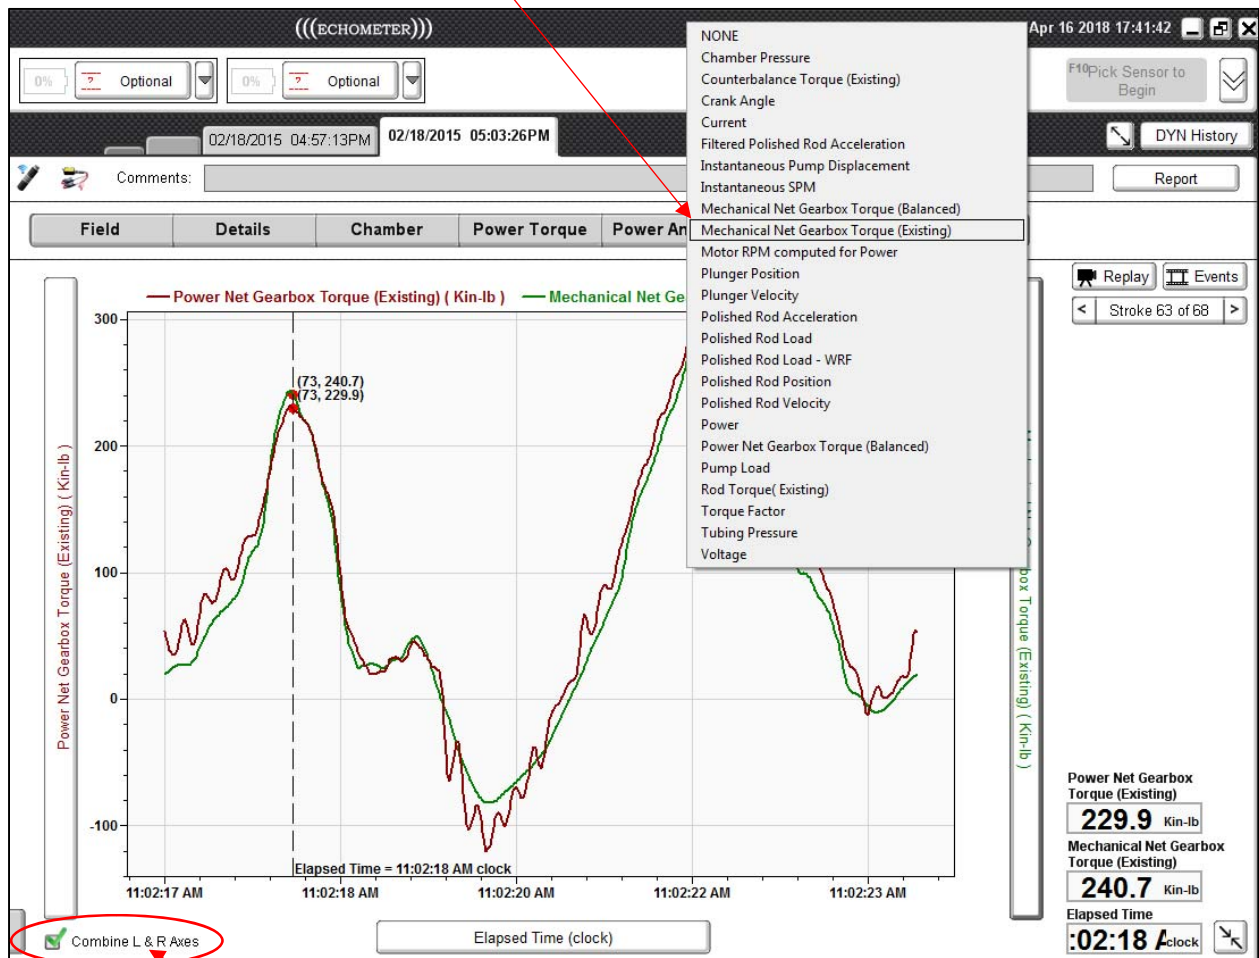 (((ECHOMETER)))
Apr 16 2018 17:41:42
0%
?
Optional
0%
?
Optional
F10Pick Sensor to
Begin
02/18/2015 04:57:13PM
02/18/2015 05:03:26PM
DYN History
Comments:
Report
Field
Details
Chamber
Power Torque
Power An
NONE
Chamber Pressure
Counterbalance Torque (Existing)
Crank Angle
Current
Filtered Polished Rod Acceleration
Instantaneous Pump Displacement
Instantaneous SPM
Mechanical Net Gearbox Torque (Balanced)
Mechanical Net Gearbox Torque (Existing)
Motor RPM computed for Power
Plunger Position
Plunger Velocity
Polished Rod Acceleration
Polished Rod Load
Polished Rod Load - WRF
Polished Rod Position
Polished Rod Velocity
Power
Power Net Gearbox Torque (Balanced)
Pump Load
Rod Torque( Existing)
Torque Factor
Tubing Pressure
Voltage
Replay
Events
<
Stroke 63 of 68
>
Power Net Gearbox Torque (Existing) ( Kin-lb )
Mechanical Net Ge
300
200
100
0
-100
(73, 240.7)
(73, 229.9)
Power Net Gearbox Torque (Existing) ( Kin-lb )
box Torque (Existing) ( Kin-lb )
Elapsed Time = 11:02:18 AM clock
11:02:17 AM
11:02:18 AM
11:02:20 AM
11:02:22 AM
11:02:23 AM
Power Net Gearbox
Torque (Existing)
229.9 Kin-lb
Mechanical Net Gearbox
Torque (Existing)
240.7 Kin-lb
Elapsed Time
:02:18 A clock
Combine L & R Axes
Elapsed Time (clock)